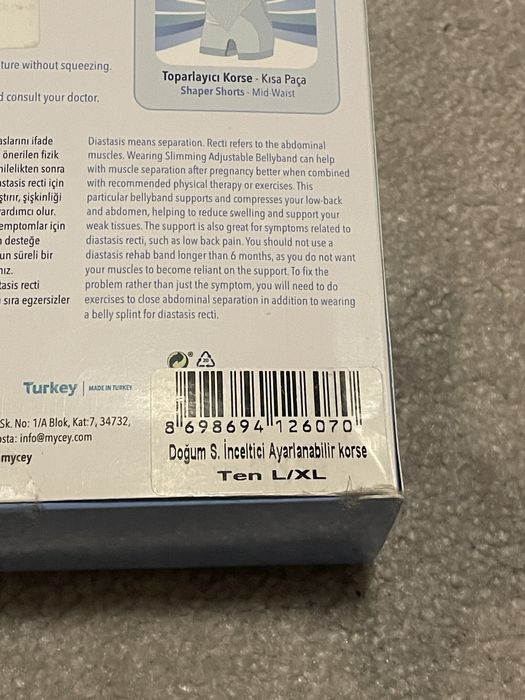 ture without squeezing.
d consult your doctor.
Toparlayıcı Korse - Kısa Paça
Shaper Shorts - Mid-Waist
aslarını ifade
önerilen fizik
milelikten sonra
astasis recti için
ştırır, şişkinliği
ardımcı olur.
emptomlar için
n desteğe
un süreli bir
nız.
tasis recti
sıra egzersizler
Diastasis means separation. Recti refers to the abdominal
muscles. Wearing Slimming Adjustable Bellyband can help
with muscle separation after pregnancy better when combined
with recommended physical therapy or exercises. This
particular bellyband supports and compresses your low-back
and abdomen, helping to reduce swelling and support your
weak tissues. The support is also great for symptoms related to
diastasis recti, such as low back pain. You should not use a
diastasis rehab band longer than 6 months, as you do not want
your muscles to become reliant on the support. To fix the
problem rather than just the symptom, you will need to do
exercises to close abdominal separation in addition to wearing
a belly splint for diastasis recti.
20
Turkey | MADE IN TURKEY
Sk. No: 1/A Blok, Kat:7, 34732,
osta: info@mycey.com
mycey
8 698694 126070
Doğum S. İnceltici Ayarlanabilir korse
Ten L/XL